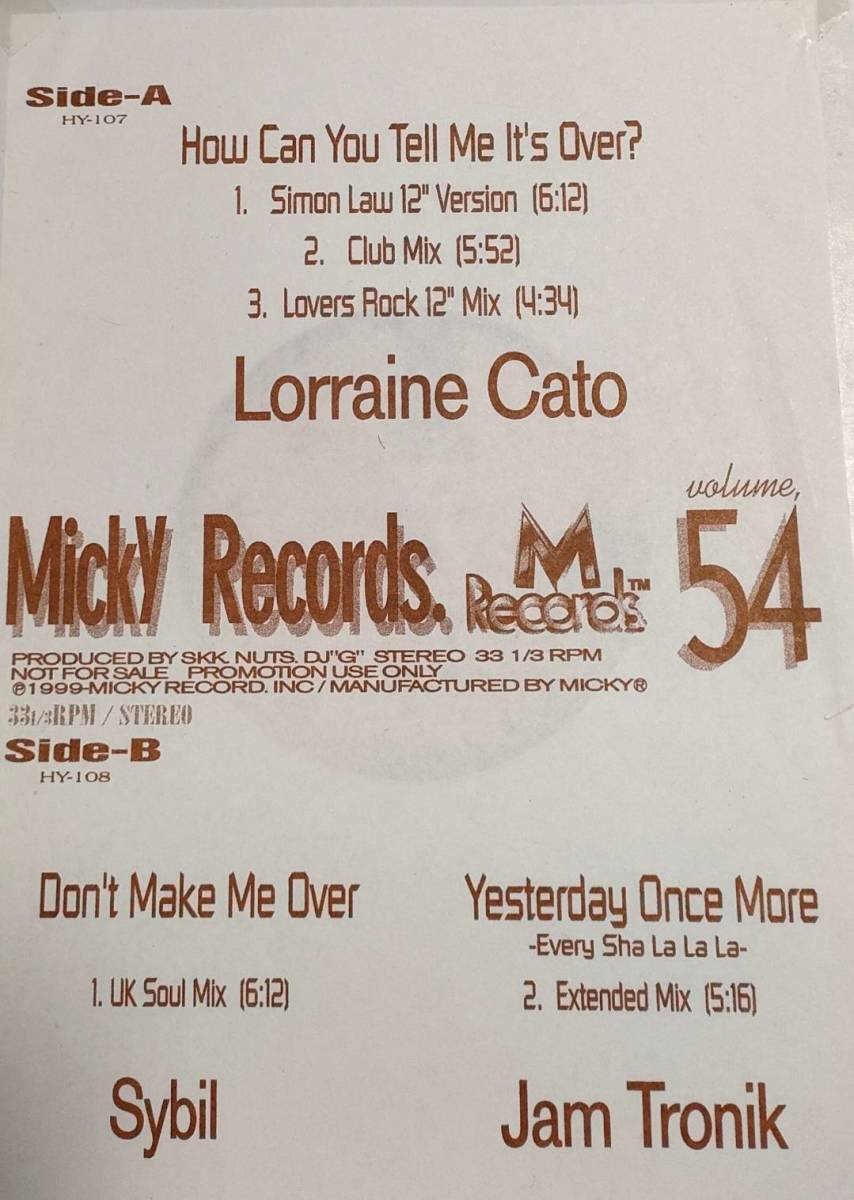 Side-A
HY-107
How Can You Tell Me It's Over?
1. Simon Law 12" Version (6:12)
2. Club Mix (5:52)
3. Lovers Rock 12" Mix (4:34)
Lorraine Cato
volume,
MickY Records. M Records™ 54
PRODUCED BY SKK. NUTS. DJ"G" STEREO 33 1/3 RPM
NOT FOR SALE PROMOTION USE ONLY
℗1999-MICKY RECORD. INC / MANUFACTURED BY MICKY®
33 1/3RPM / STEREO
Side-B
HY-108
Don't Make Me Over
1. UK Soul Mix (6:12)
Sybil
Yesterday Once More
-Every Sha La La La-
2. Extended Mix (5:16)
Jam Tronik